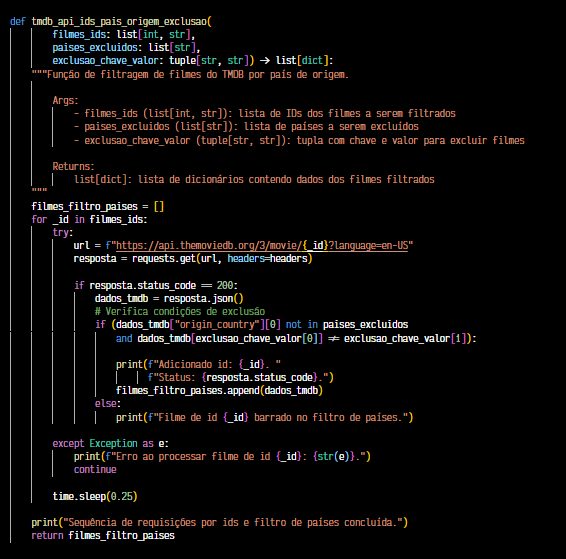 def tmdb_api_ids_pais_origem_exclusao(
filmes_ids: list[int, str],
paises_excluidos: list[str],
exclusao_chave_valor: tuple[str, str]) -> list[dict]:
"""Função de filtragem de filmes do TMDB por país de origem.
Args:
- filmes_ids (list[int, str]): lista de IDs dos filmes a serem filtrados
- paises_excluidos (list[str]): lista de países a serem excluídos
- exclusao_chave_valor (tuple[str, str]): tupla com chave e valor para excluir filmes
Returns:
list[dict]: lista de dicionários contendo dados dos filmes filtrados
"""
filmes_filtro_paises = []
for _id in filmes_ids:
try:
url = f"https://api.themoviedb.org/3/movie/{_id}?language=en-US"
resposta = requests.get(url, headers=headers)
if resposta.status_code == 200:
dados_tmdb = resposta.json()
# Verifica condições de exclusão
if (dados_tmdb["origin_country"][0] not in paises_excluidos
and dados_tmdb[exclusao_chave_valor[0]] != exclusao_chave_valor[1]):
print(f"Adicionado id: {_id}. "
f"Status: {resposta.status_code}.")
filmes_filtro_paises.append(dados_tmdb)
else:
print(f"Filme de id {_id} barrado no filtro de países.")
except Exception as e:
print(f"Erro ao processar filme de id {_id}: {str(e)}.")
continue
time.sleep(0.25)
print("Sequência de requisições por ids e filtro de países concluída.")
return filmes_filtro_paises